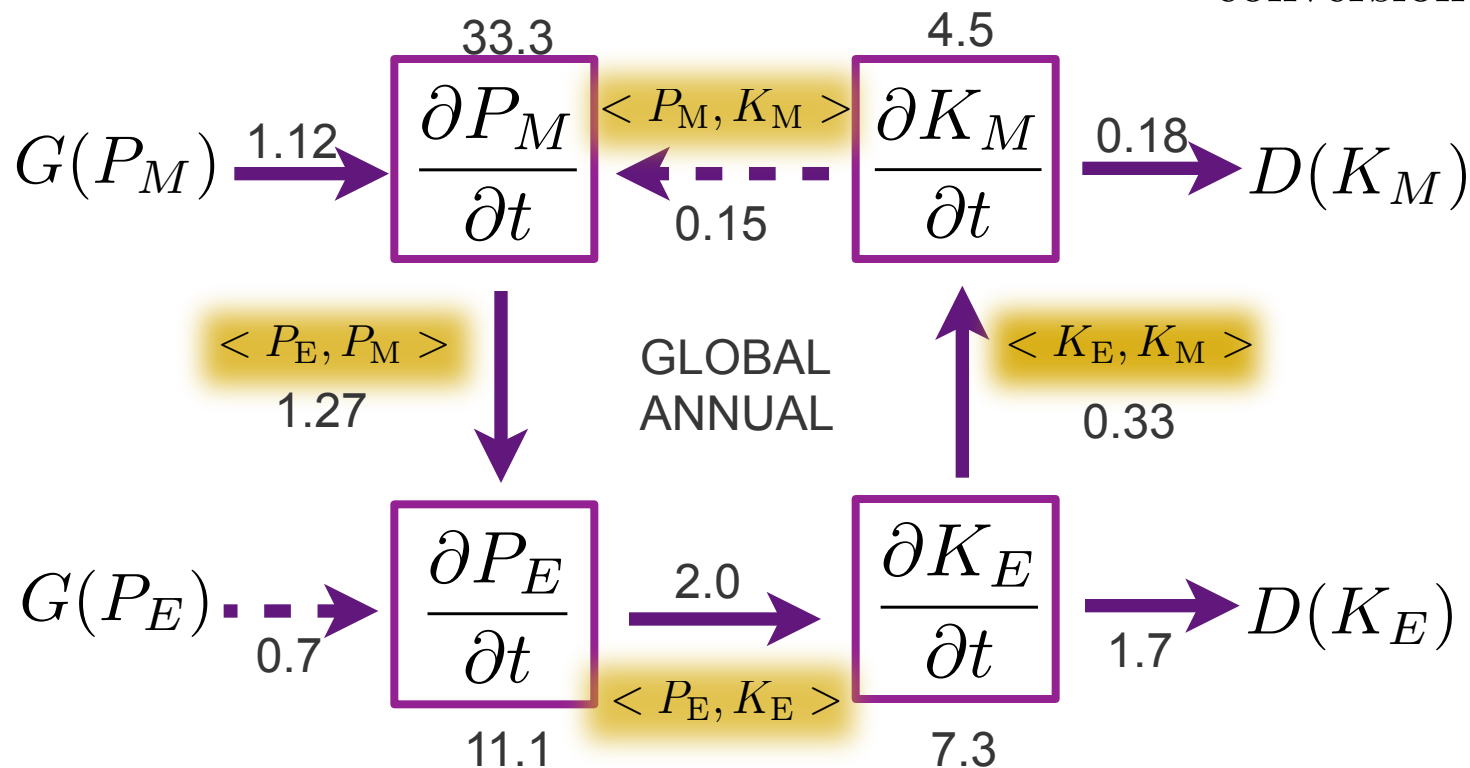 conversion
33.3
4.5
G(P_M)
1.12
∂P_M
∂t
< P_M, K_M >
0.15
∂K_M
∂t
0.18
D(K_M)
< P_E, P_M >
1.27
GLOBAL
ANNUAL
< K_E, K_M >
0.33
G(P_E)
0.7
∂P_E
∂t
2.0
< P_E, K_E >
∂K_E
∂t
1.7
D(K_E)
11.1
7.3